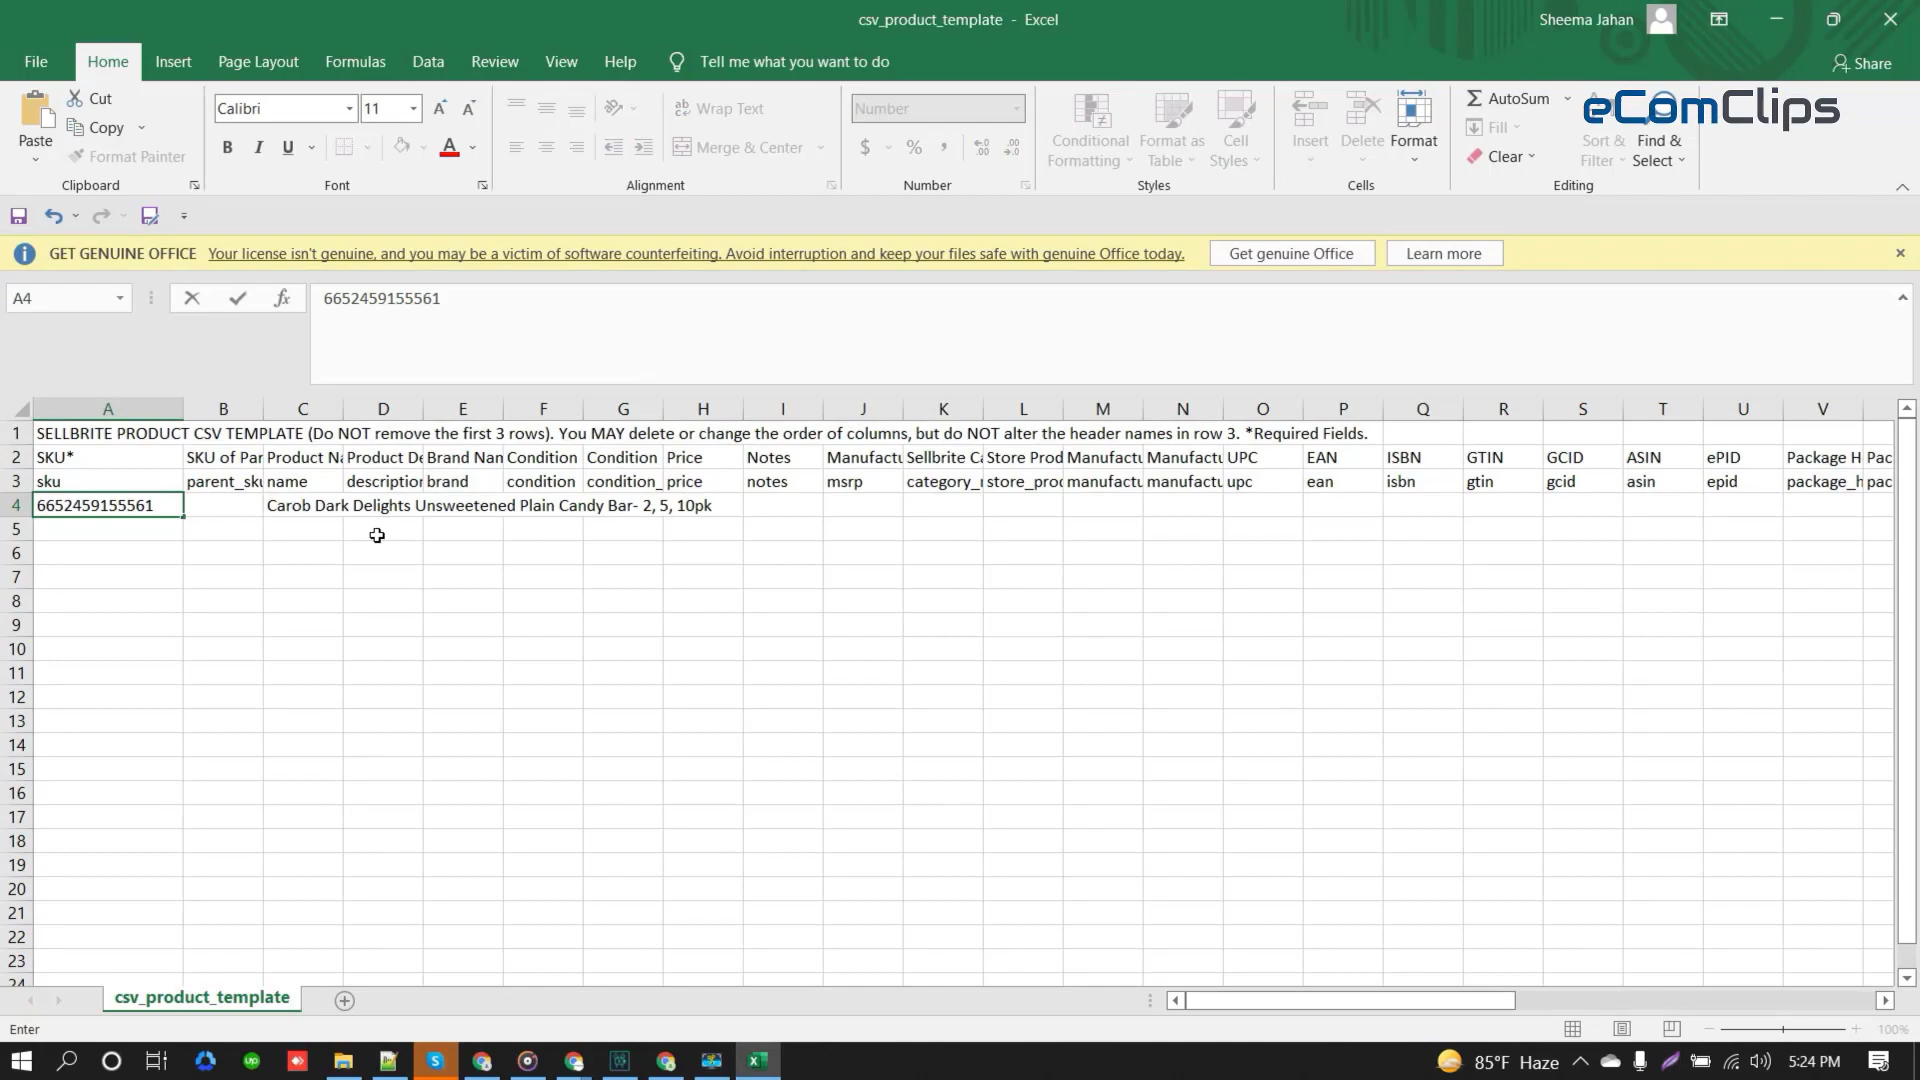 csv_product_template - Excel
Sheema Jahan
File Home Insert Page Layout Formulas Data Review View Help Tell me what you want to do
Share
Paste
Cut
Copy
Format Painter
Clipboard
Calibri 11
B I U
Font
Wrap Text
Merge & Center
Alignment
Number
$ % ,
Number
Conditional Formatting
Format as Table
Cell Styles
Styles
Insert Delete Format
Cells
AutoSum
Fill
Clear
Sort & Filter
Find & Select
Editing
eComClips
GET GENUINE OFFICE Your license isn't genuine, and you may be a victim of software counterfeiting. Avoid interruption and keep your files safe with genuine Office today. Get genuine Office Learn more
A4 fx 6652459155561
A B C D E F G H I J K L M N O P Q R S T U V
1 SELLBRITE PRODUCT CSV TEMPLATE (Do NOT remove the first 3 rows). You MAY delete or change the order of columns, but do NOT alter the header names in row 3. *Required Fields.
2 SKU* SKU of Par Product Na Product De Brand Nan Condition Condition Price Notes Manufactu Sellbrite Ca Store Prod Manufactu Manufactu UPC EAN ISBN GTIN GCID ASIN ePID Package H Pac
3 sku parent_sku name description brand condition condition_ price notes msrp category_ store_proc manufactu manufactu upc ean isbn gtin gcid asin epid package_h pac
4 6652459155561 Carob Dark Delights Unsweetened Plain Candy Bar- 2, 5, 10pk
5
6
7
8
9
10
11
12
13
14
15
16
17
18
19
20
21
22
23
24
csv_product_template
Enter
100%
85°F Haze
5:24 PM